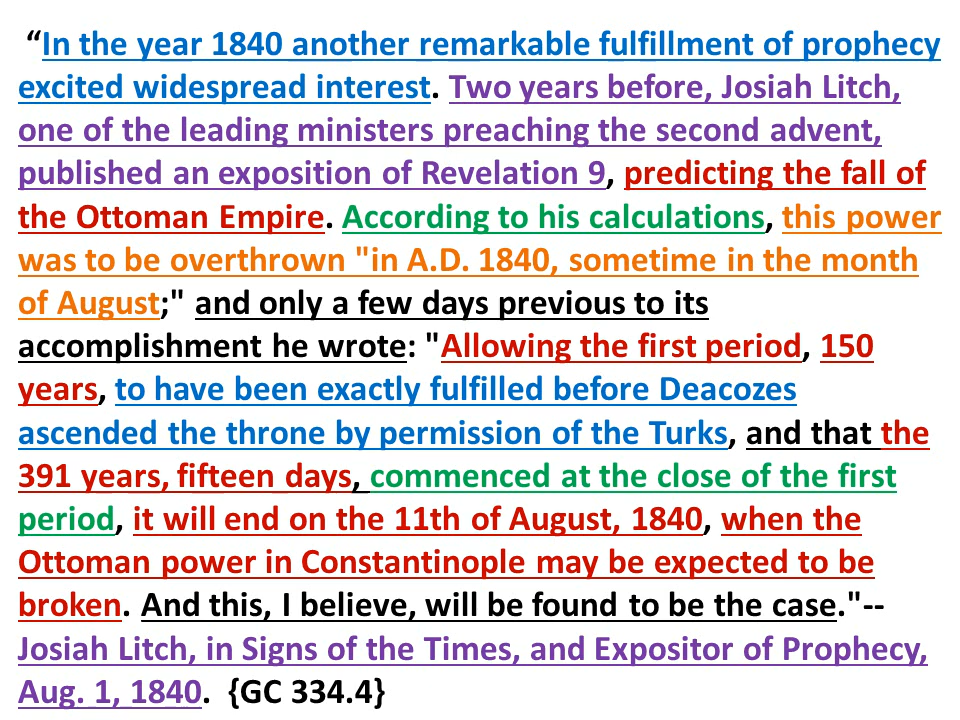 “In the year 1840 another remarkable fulfillment of prophecy
excited widespread interest. Two years before, Josiah Litch,
one of the leading ministers preaching the second advent,
published an exposition of Revelation 9, predicting the fall of
the Ottoman Empire. According to his calculations, this power
was to be overthrown "in A.D. 1840, sometime in the month
of August;" and only a few days previous to its
accomplishment he wrote: "Allowing the first period, 150
years, to have been exactly fulfilled before Deacozes
ascended the throne by permission of the Turks, and that the
391 years, fifteen days, commenced at the close of the first
period, it will end on the 11th of August, 1840, when the
Ottoman power in Constantinople may be expected to be
broken. And this, I believe, will be found to be the case."--
Josiah Litch, in Signs of the Times, and Expositor of Prophecy,
Aug. 1, 1840. {GC 334.4}